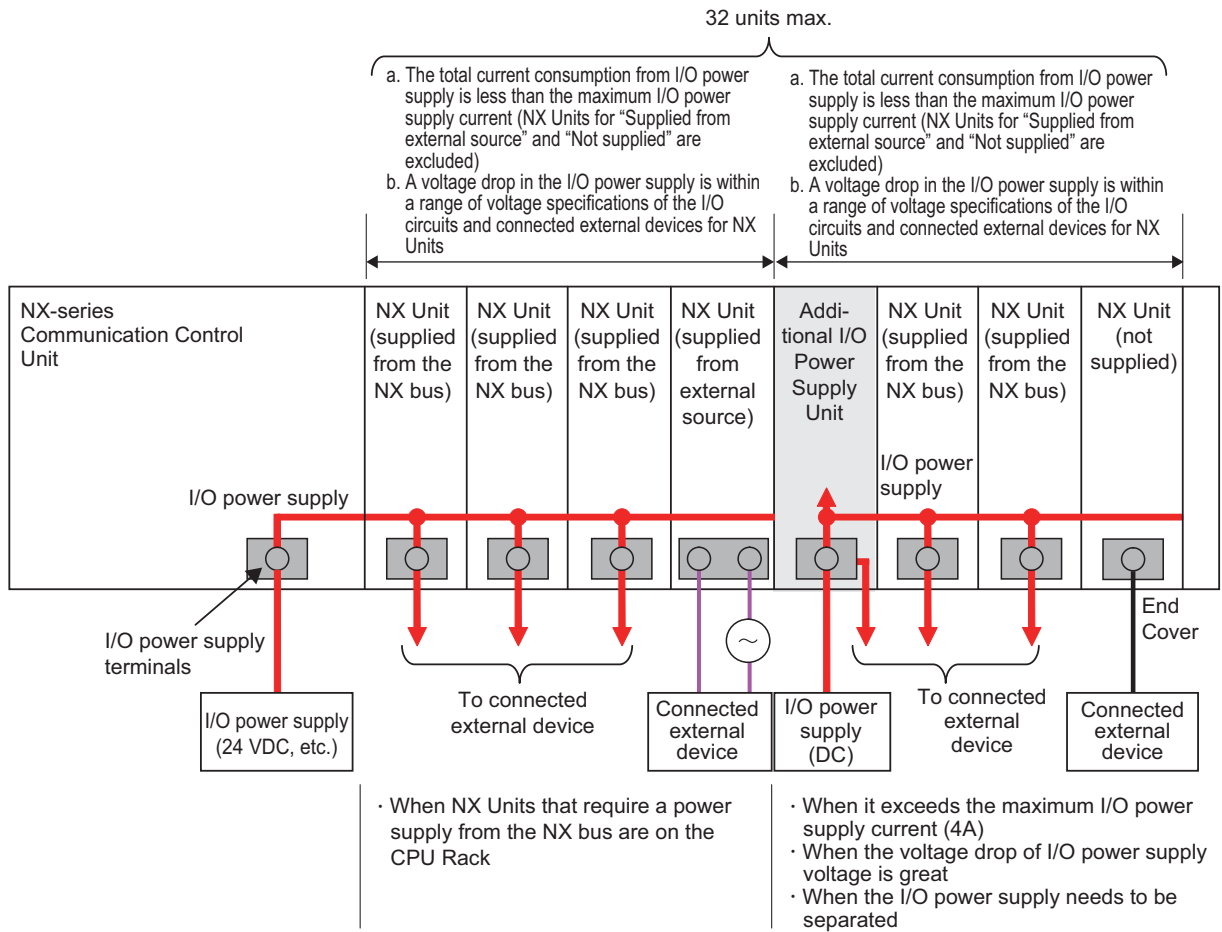 32 units max.
a. The total current consumption from I/O power
supply is less than the maximum I/O power
supply current (NX Units for “Supplied from
external source” and “Not supplied” are
excluded)
b. A voltage drop in the I/O power supply is within
a range of voltage specifications of the I/O
circuits and connected external devices for NX
Units
a. The total current consumption from I/O power
supply is less than the maximum I/O power
supply current (NX Units for “Supplied from
external source” and “Not supplied” are
excluded)
b. A voltage drop in the I/O power supply is within
a range of voltage specifications of the I/O
circuits and connected external devices for NX
Units
NX-series
Communication Control
Unit
NX Unit
(supplied
from the
NX bus)
NX Unit
(supplied
from the
NX bus)
NX Unit
(supplied
from the
NX bus)
NX Unit
(supplied
from
external
source)
Addi-
tional I/O
Power
Supply
Unit
NX Unit
(supplied
from the
NX bus)
NX Unit
(supplied
from the
NX bus)
NX Unit
(not
supplied)
I/O power supply
I/O power
supply
I/O power supply
terminals
End
Cover
I/O power supply
(24 VDC, etc.)
To connected
external device
Connected
external
device
I/O power
supply
(DC)
To connected
external
device
Connected
external
device
· When NX Units that require a power
supply from the NX bus are on the
CPU Rack
· When it exceeds the maximum I/O power
supply current (4A)
· When the voltage drop of I/O power supply
voltage is great
· When the I/O power supply needs to be
separated